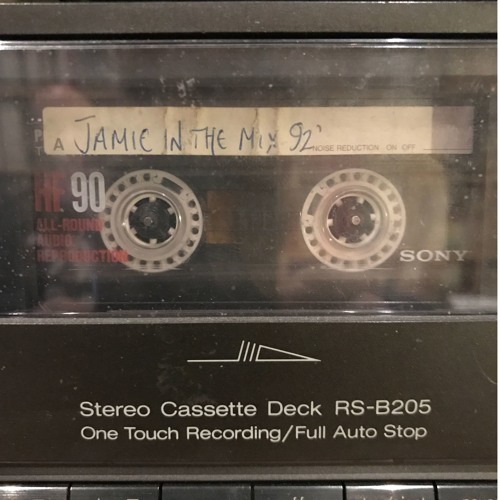 A JAMIE IN THE MIX 92'
NOISE REDUCTION ON OFF
HF 90
ALL-ROUND
AUDIO
REPRODUCTION
SONY
Stereo Cassette Deck RS-B205
One Touch Recording/Full Auto Stop